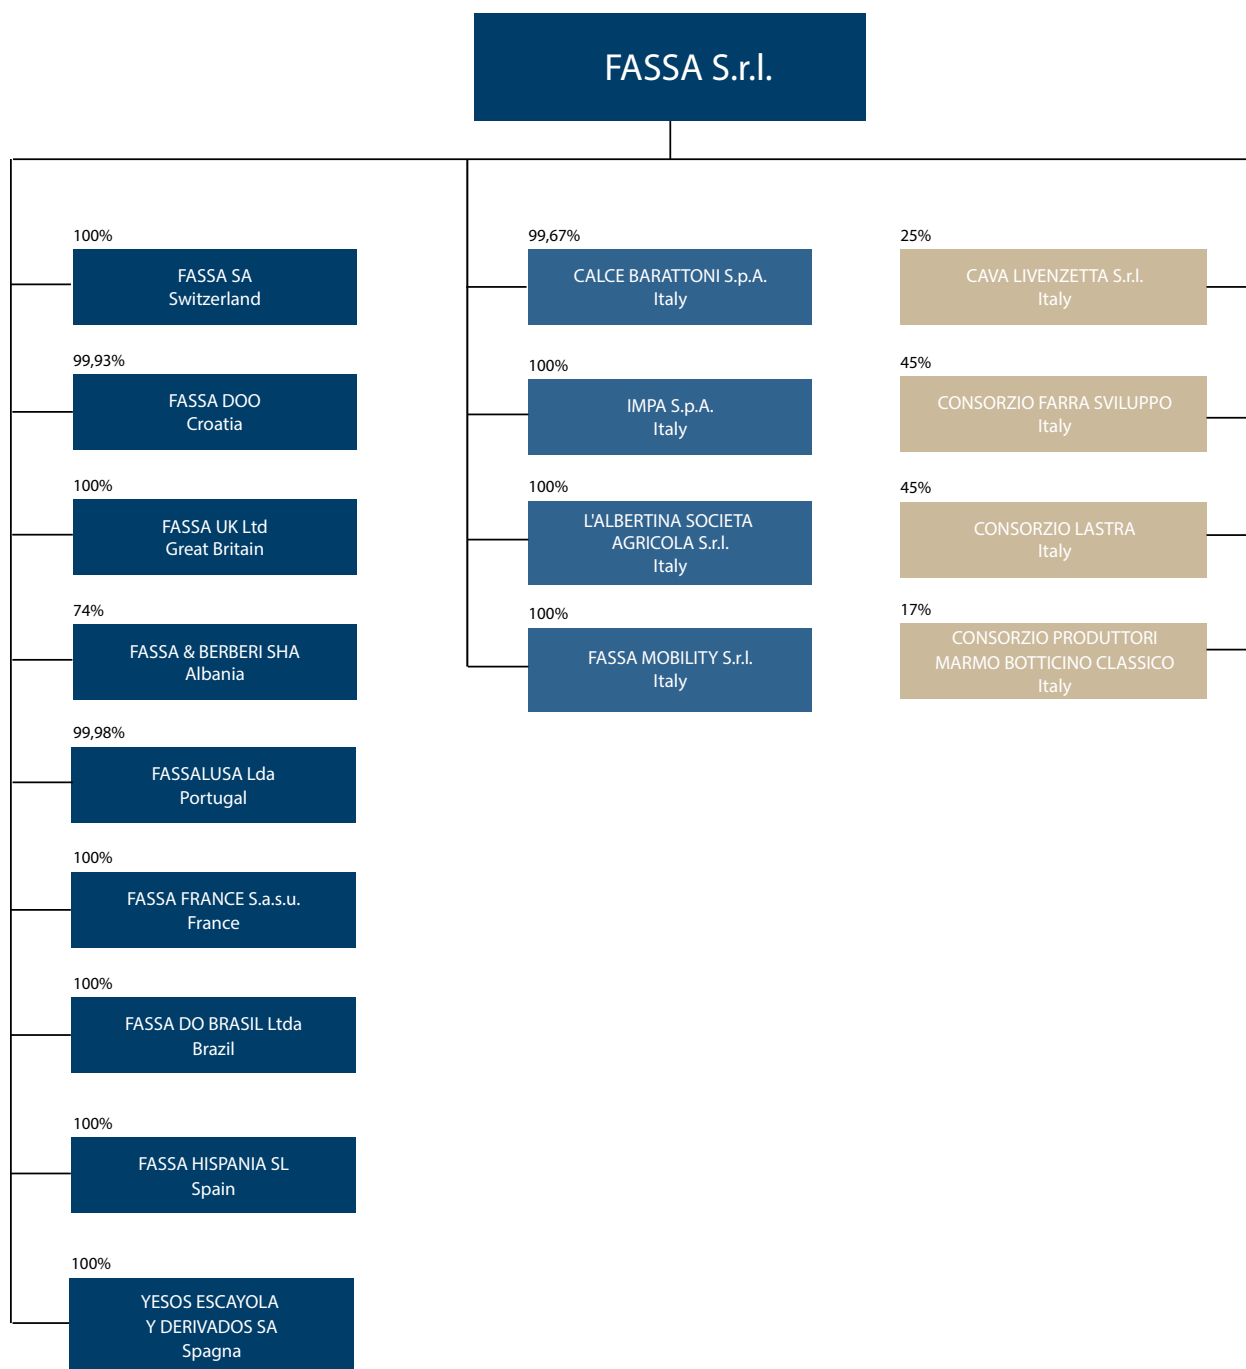 FASSA S.r.l.
100%
FASSA SA
Switzerland
99,93%
FASSA DOO
Croatia
100%
FASSA UK Ltd
Great Britain
74%
FASSA & BERBERI SHA
Albania
99,98%
FASSALUSA Lda
Portugal
100%
FASSA FRANCE S.a.s.u.
France
100%
FASSA DO BRASIL Ltda
Brazil
100%
FASSA HISPANIA SL
Spain
100%
YESOS ESCAYOLA
Y DERIVADOS SA
Spagna
99,67%
CALCE BARATTONI S.p.A.
Italy
100%
IMPA S.p.A.
Italy
100%
L'ALBERTINA SOCIETA
AGRICOLA S.r.l.
Italy
100%
FASSA MOBILITY S.r.l.
Italy
25%
CAVA LIVENZETTA S.r.l.
Italy
45%
CONSORZIO FARRA SVILUPPO
Italy
45%
CONSORZIO LASTRA
Italy
17%
CONSORZIO PRODUTTORI
MARMO BOTTICINO CLASSICO
Italy